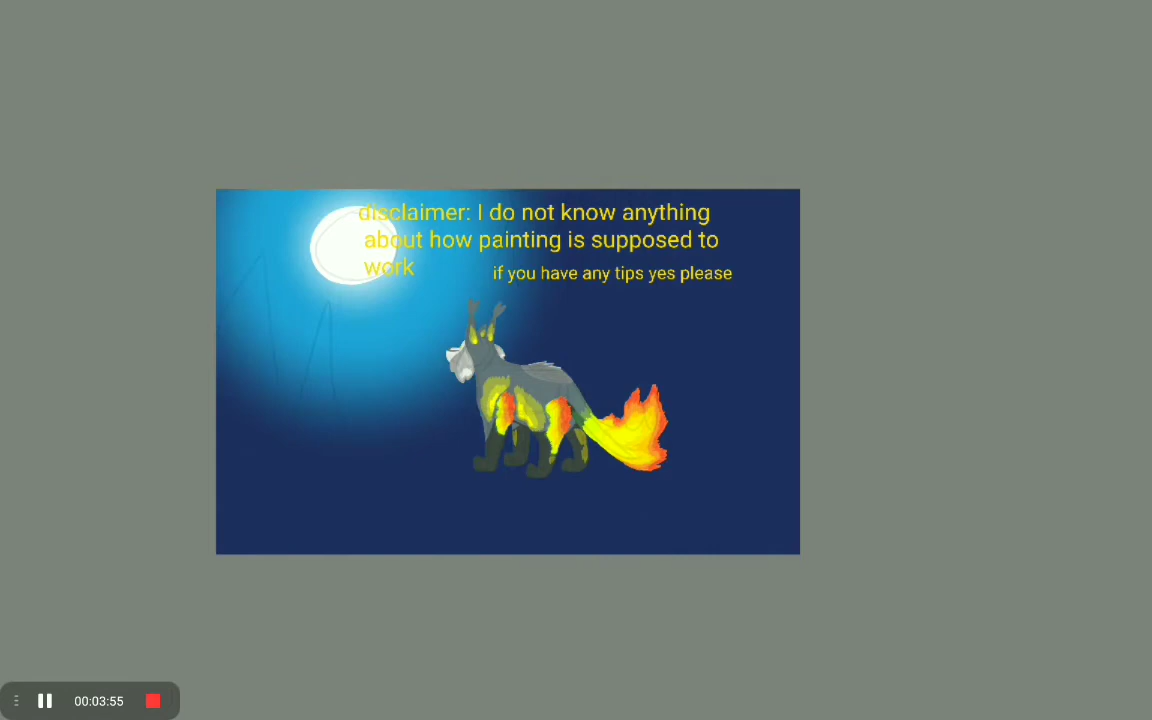 disclaimer: I do not know anything
about how painting is supposed to
work
if you have any tips yes please
00:03:55